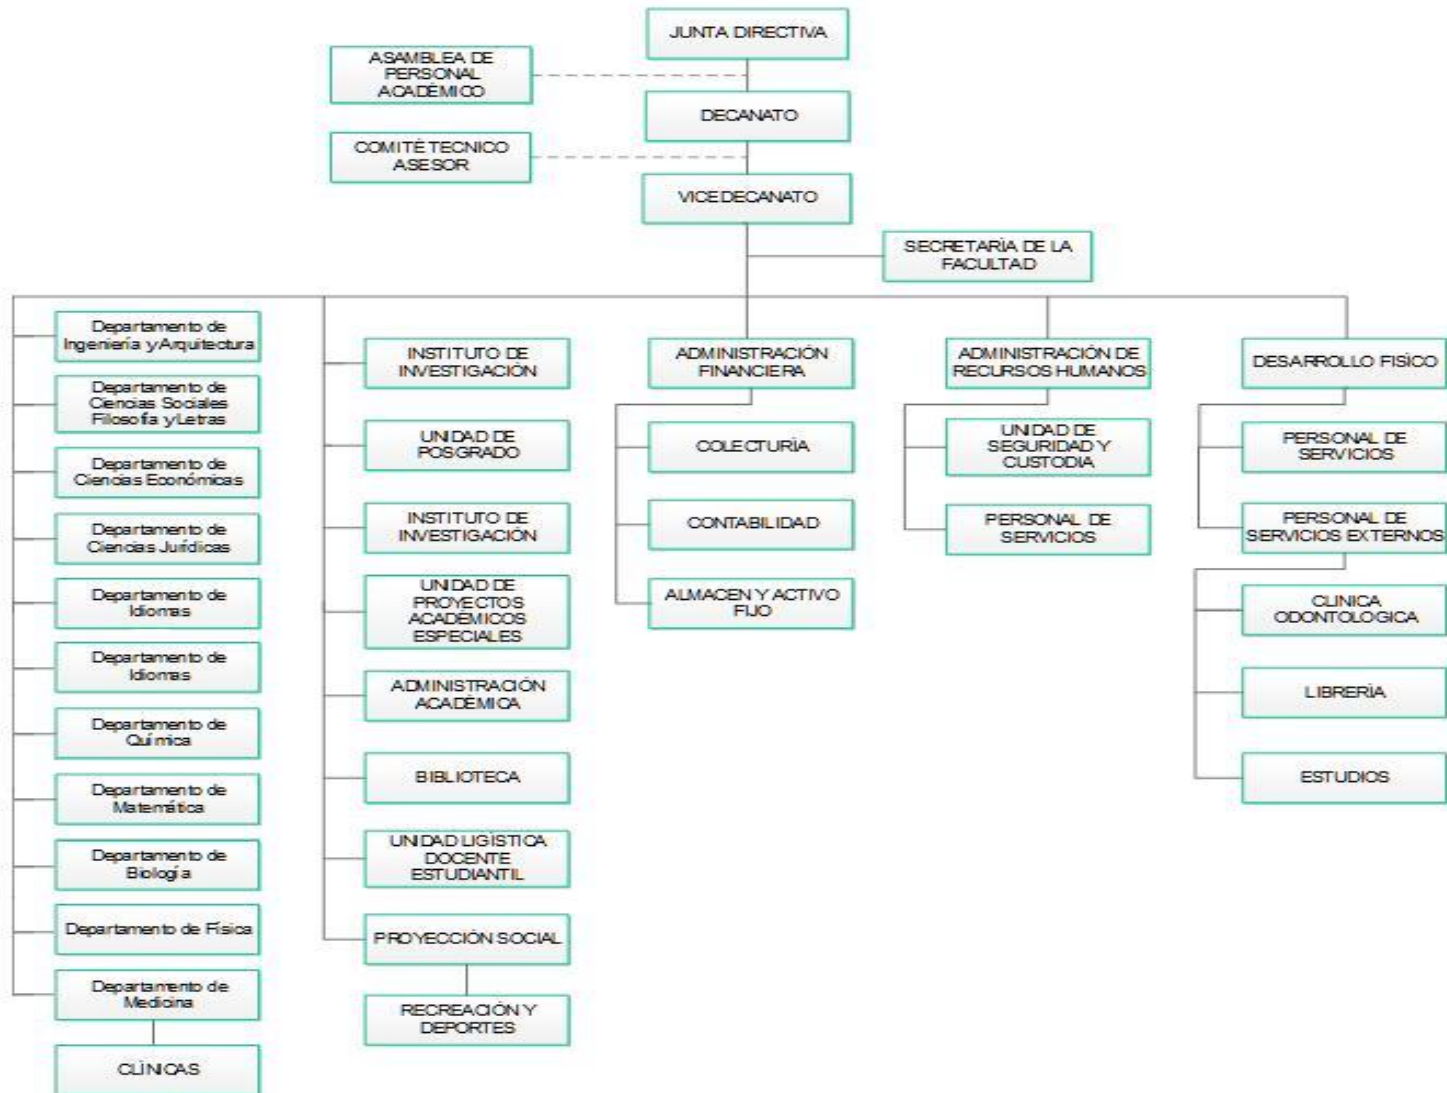 JUNTA DIRECTIVA
ASAMBLEA DE
PERSONAL
ACADÉMICO
DECANATO
COMITÉ TECNICO
ASESOR
VICEDECANATO
SECRETARÍA DE LA
FACULTAD
Departamento de
Ingeniería y Arquitectura
Departamento de
Ciencias Sociales
Filosofía y Letras
Departamento de
Ciencias Económicas
Departamento de
Ciencias Jurídicas
Departamento de
Idiomas
Departamento de
Idiomas
Departamento de
Química
Departamento de
Matemática
Departamento de
Biología
Departamento de Física
Departamento de
Medicina
CLÍNICAS
INSTITUTO DE
INVESTIGACIÓN
UNIDAD DE
POSGRADO
INSTITUTO DE
INVESTIGACIÓN
UNIDAD DE
PROYECTOS
ACADÉMICOS
ESPECIALES
ADMINISTRACIÓN
ACADÉMICA
BIBLIOTECA
UNIDAD LIGÍSTICA
DOCENTE
ESTUDIANTIL
PROYECCIÓN SOCIAL
RECREACIÓN Y
DEPORTES
ADMINISTRACIÓN
FINANCIERA
COLECTURÍA
CONTABILIDAD
ALMACEN Y ACTIVO
FIJO
ADMINISTRACIÓN DE
RECURSOS HUMANOS
UNIDAD DE
SEGURIDAD Y
CUSTODIA
PERSONAL DE
SERVICIOS
DESARROLLO FISÍCO
PERSONAL DE
SERVICIOS
PERSONAL DE
SERVICIOS EXTERNOS
CLINICA
ODONTOLOGICA
LIBRERÍA
ESTUDIOS